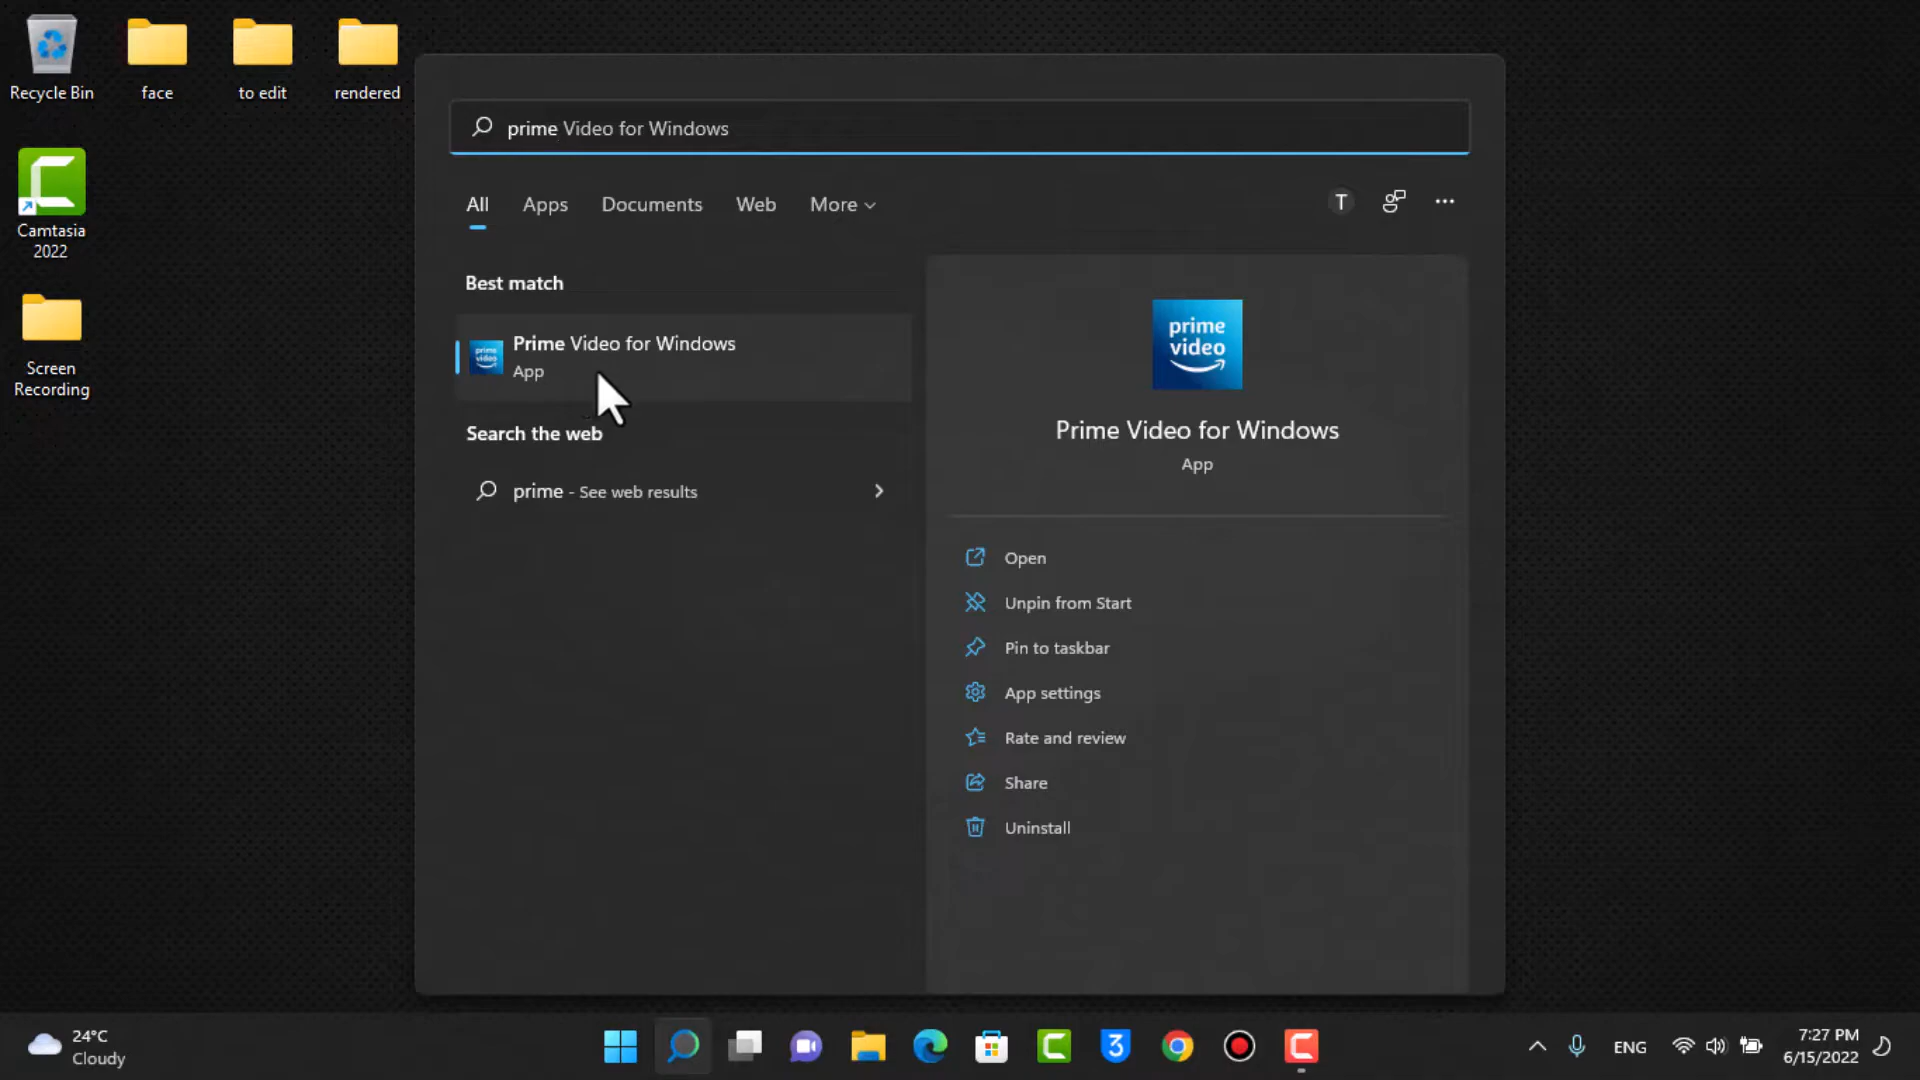 Recycle Bin
face
to edit
rendered
Camtasia
2022
Screen
Recording
prime Video for Windows
All
Apps
Documents
Web
More
T
Best match
Prime Video for Windows
App
Search the web
prime - See web results
prime
video
prime
video
Prime Video for Windows
App
Open
Unpin from Start
Pin to taskbar
App settings
Rate and review
Share
Uninstall
24°C
Cloudy
3
ENG
7:27 PM
6/15/2022